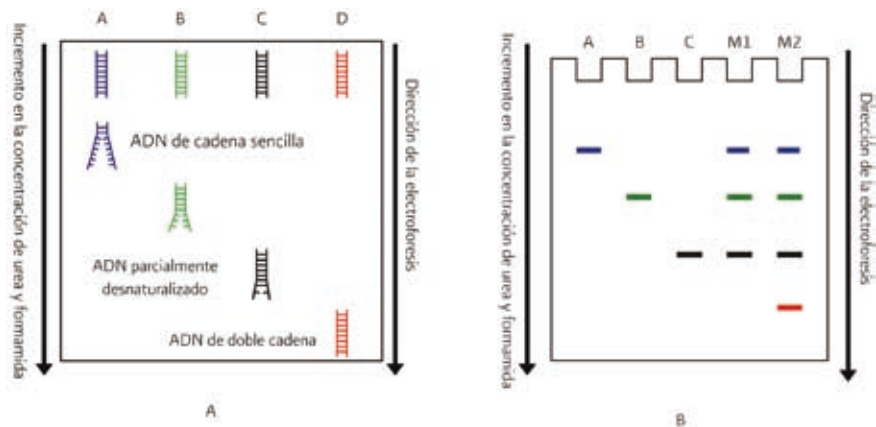 A B C D
Incremento en la concentración de urea y formamida
ADN de cadena sencilla
ADN parcialmente
desnaturalizado
ADN de doble cadena
Dirección de la electroforesis
A
A B C M1 M2
Incremento en la concentración de urea y formamida
Dirección de la electroforesis
B